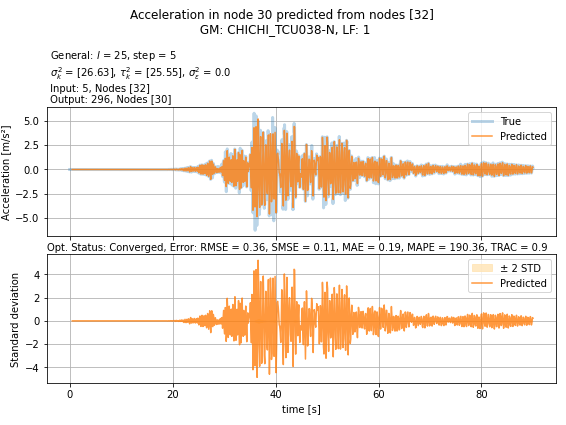 Acceleration in node 30 predicted from nodes [32]
GM: CHICHI_TCU038-N, LF: 1
General: l = 25, step = 5
σ²ₖ = [26.63], τ²ₖ = [25.55], σ²ε = 0.0
Input: 5, Nodes [32]
Output: 296, Nodes [30]
Acceleration [m/s²]
5.0
2.5
0.0
−2.5
−5.0
True
Predicted
Opt. Status: Converged, Error: RMSE = 0.36, SMSE = 0.11, MAE = 0.19, MAPE = 190.36, TRAC = 0.9
Standard deviation
4
2
0
−2
−4
± 2 STD
Predicted
0
20
40
60
80
time [s]